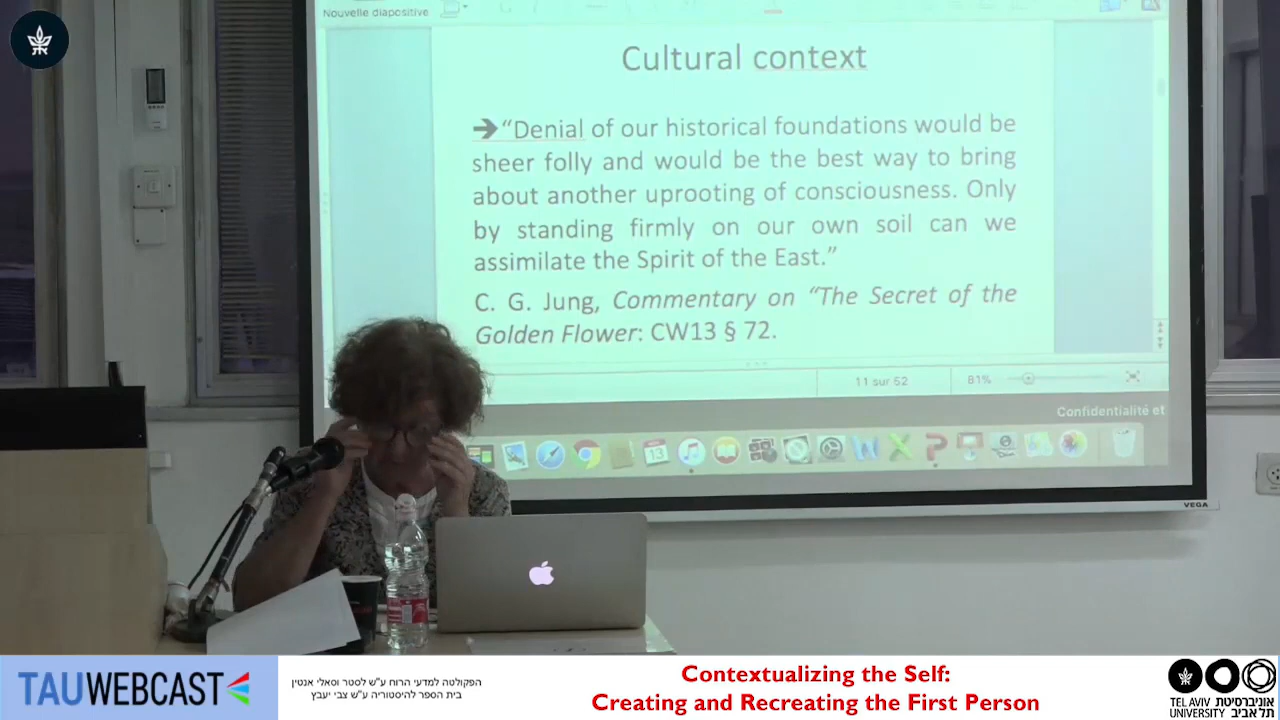 Nouvelle diapositive
Cultural context
➔ “Denial of our historical foundations would be
sheer folly and would be the best way to bring
about another uprooting of consciousness. Only
by standing firmly on our own soil can we
assimilate the Spirit of the East.”
C. G. Jung, Commentary on “The Secret of the
Golden Flower: CW13 § 72.
11 sur 52
81%
Confidentialité et
13
VEGA
TAUWEBCAST
הפקולטה למדעי הרוח ע"ש לסטר וסאלי אנטין
בית הספר להיסטוריה ע"ש צבי יעבץ
Contextualizing the Self:
Creating and Recreating the First Person
TEL AVIV
UNIVERSITY
אוניברסיטת
תל אביב